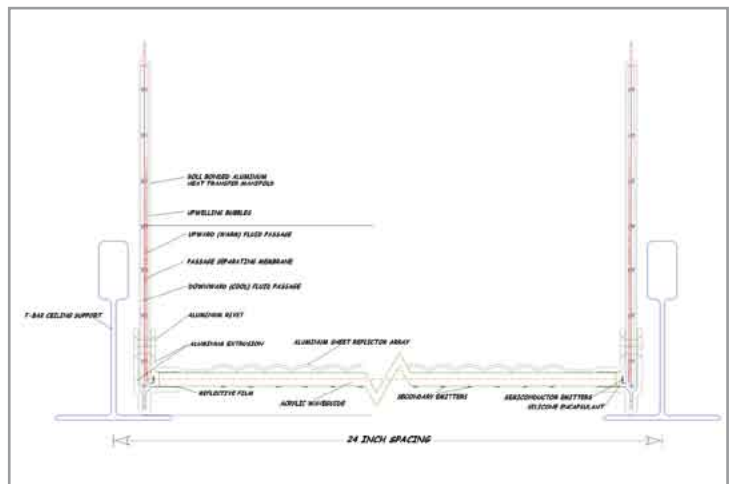 ROLL BONDED ALUMINUM
HEAT TRANSFER MANIFOLD
UPWELLING BUBBLES
UPWARD (WARM) FLUID PASSAGE
PASSAGE SEPARATING MEMBRANE
DOWNWARD (COOL) FLUID PASSAGE
T-BAR CEILING SUPPORT
ALUMINUM RIVET
ALUMINUM EXTRUSION
ALUMINUM SHEET REFLECTOR ARRAY
REFLECTIVE FILM
ACRYLIC WAVEGUIDE
SECONDARY EMITTERS
SEMICONDUCTOR EMITTERS
SILICONE ENCAPSULANT
24 INCH SPACING